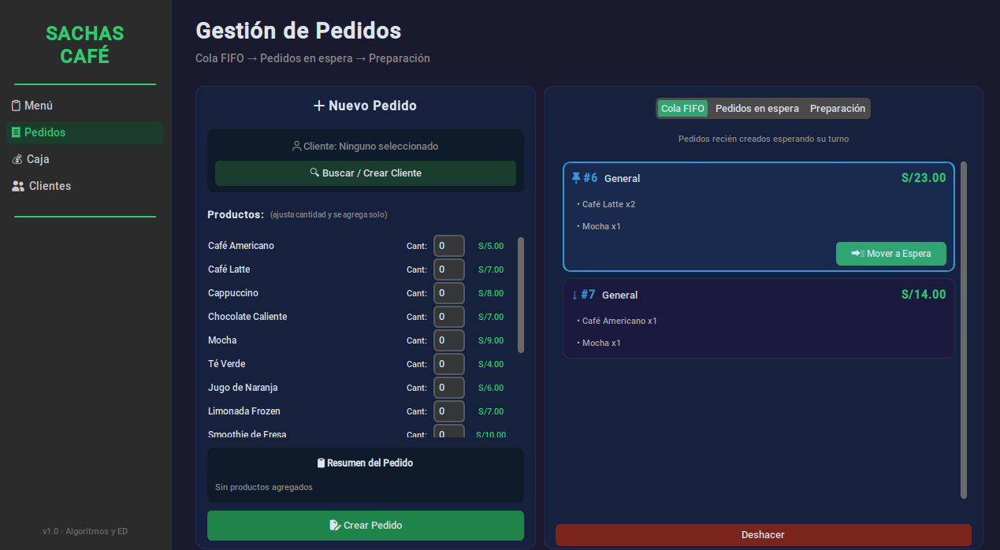 SACHAS
CAFÉ
Menú
Pedidos
Caja
Clientes
v1.0 · Algoritmos y ED
Gestión de Pedidos
Cola FIFO → Pedidos en espera → Preparación
+ Nuevo Pedido
Cliente: Ninguno seleccionado
Buscar / Crear Cliente
Productos: (ajusta cantidad y se agrega solo)
Café Americano Cant: 0 S/5.00
Café Latte Cant: 0 S/7.00
Cappuccino Cant: 0 S/8.00
Chocolate Caliente Cant: 0 S/7.00
Mocha Cant: 0 S/9.00
Té Verde Cant: 0 S/4.00
Jugo de Naranja Cant: 0 S/6.00
Limonada Frozen Cant: 0 S/7.00
Smoothie de Fresa Cant: 0 S/10.00
Resumen del Pedido
Sin productos agregados
Crear Pedido
Cola FIFO Pedidos en espera Preparación
Pedidos recién creados esperando su turno
#6 General S/23.00
• Café Latte x2
• Mocha x1
Mover a Espera
↓ #7 General S/14.00
• Café Americano x1
• Mocha x1
Deshacer